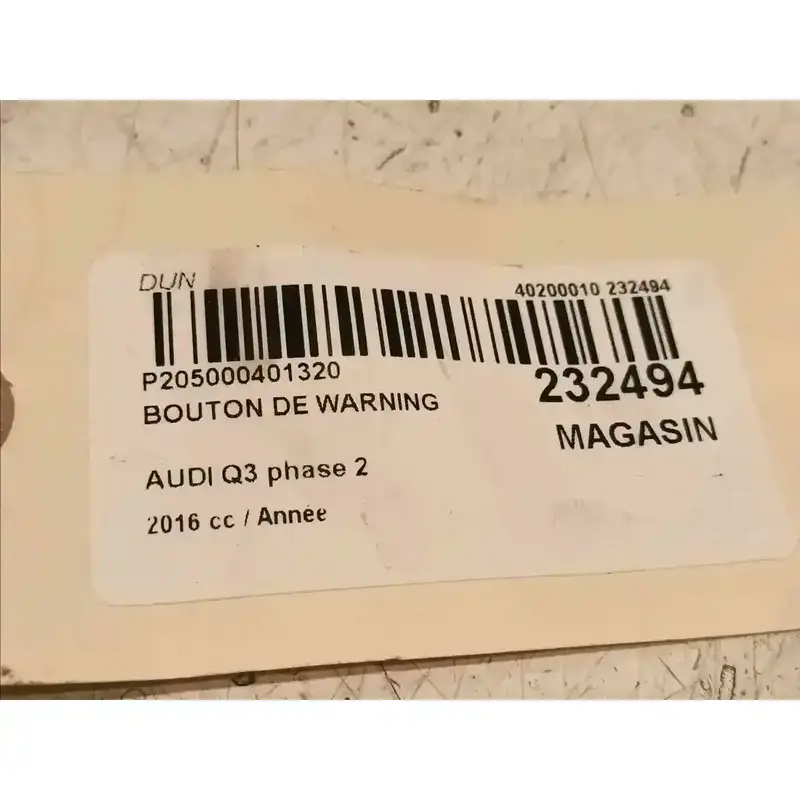 DUN
40200010 232494
P205000401320
232494
BOUTON DE WARNING
MAGASIN
AUDI Q3 phase 2
2016 cc / Année